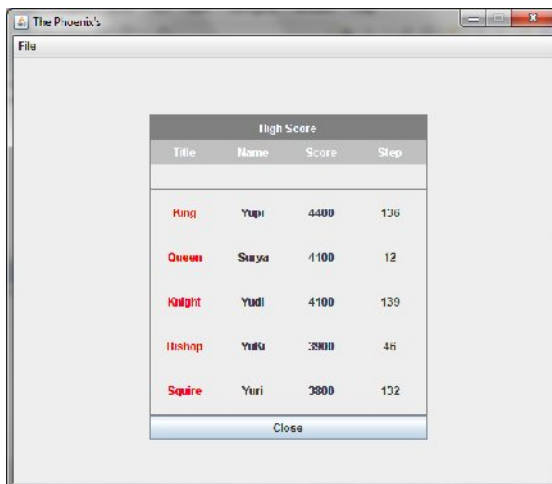 The Phoenix's
File
High Score
Title Name Score Step
King Yupi 4400 136
Queen Surya 4100 12
Knight Yudi 4100 139
Bishop Yuki 3900 46
Squire Yuri 3800 132
Close